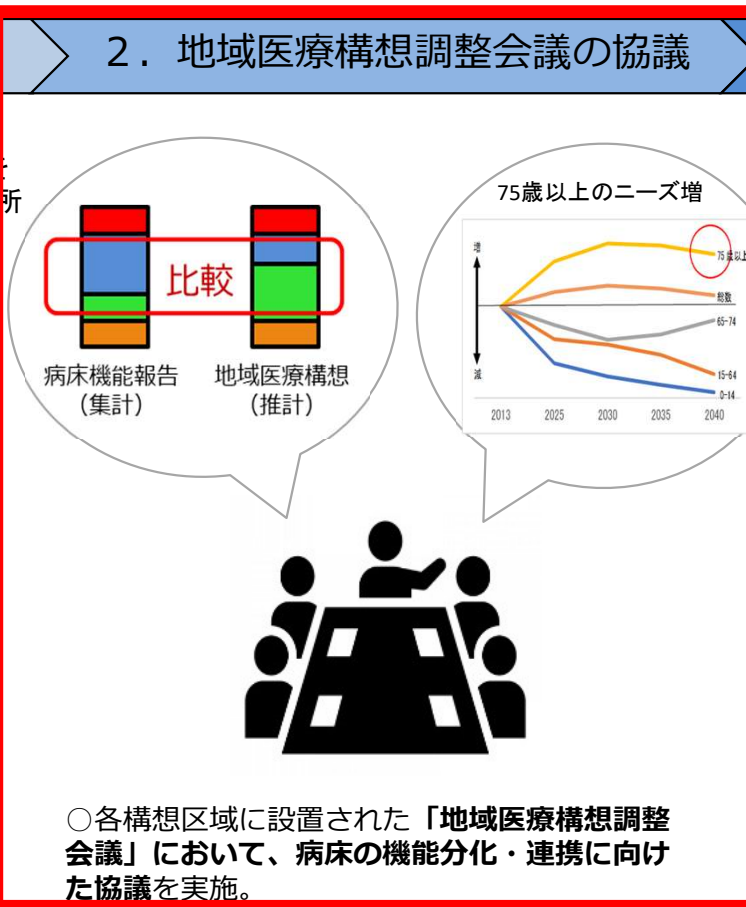 2．地域医療構想調整会議の協議
所
比較
病床機能報告
（集計）
地域医療構想
（推計）
75歳以上のニーズ増
増
減
75歳以上
総数
65-74
15-64
0-14
2013 2025 2030 2035 2040
○各構想区域に設置された「地域医療構想調整
会議」において、病床の機能分化・連携に向け
た協議を実施。